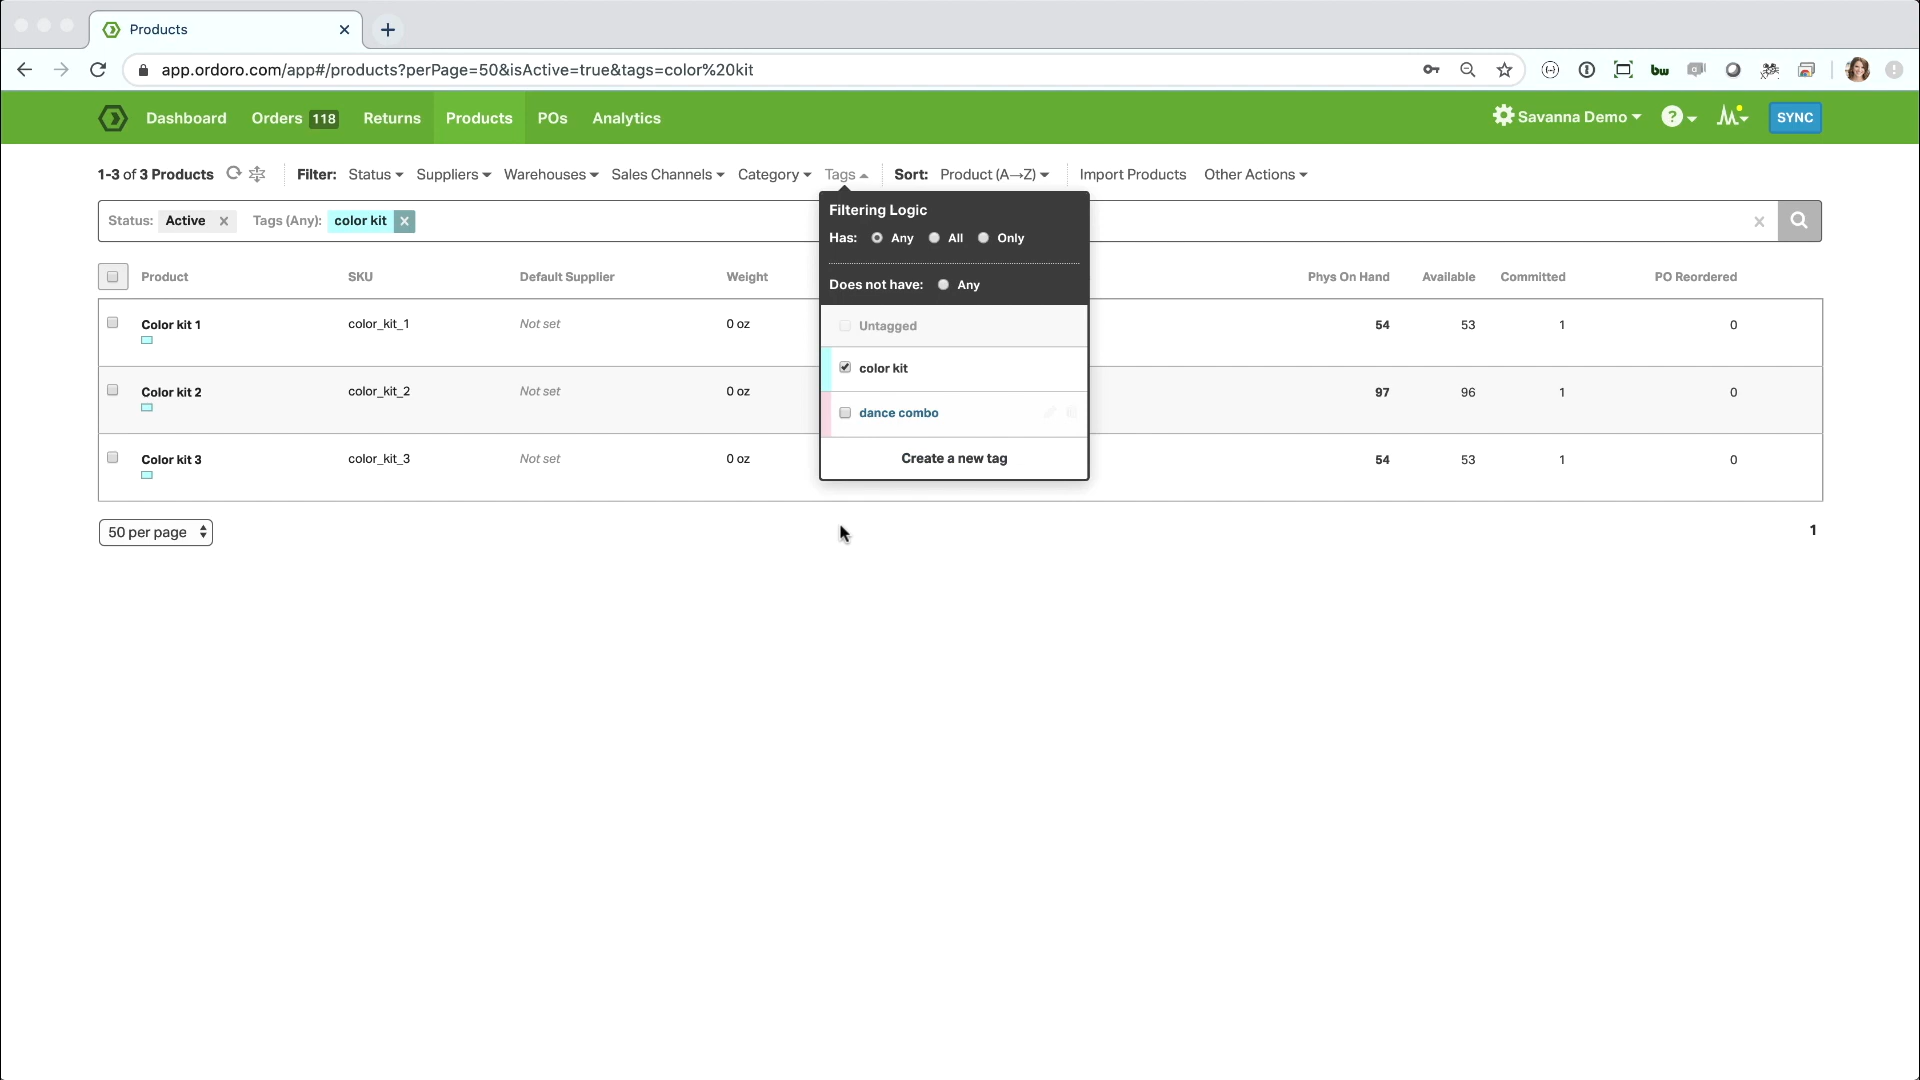 Products
app.ordoro.com/app#/products?perPage=50&isActive=true&tags=color%20kit
bw
Dashboard Orders 118 Returns Products POs Analytics Savanna Demo ? SYNC
1-3 of 3 Products Filter: Status Suppliers Warehouses Sales Channels Category Tags Sort: Product (A→Z) Import Products Other Actions
Status: Active × Tags (Any): color kit ×
Filtering Logic
Has: Any All Only
Does not have: Any
Untagged
color kit
dance combo
Create a new tag
Product SKU Default Supplier Weight Phys On Hand Available Committed PO Reordered
Color kit 1 color_kit_1 Not set 0 oz 54 53 1 0
Color kit 2 color_kit_2 Not set 0 oz 97 96 1 0
Color kit 3 color_kit_3 Not set 0 oz 54 53 1 0
50 per page 1